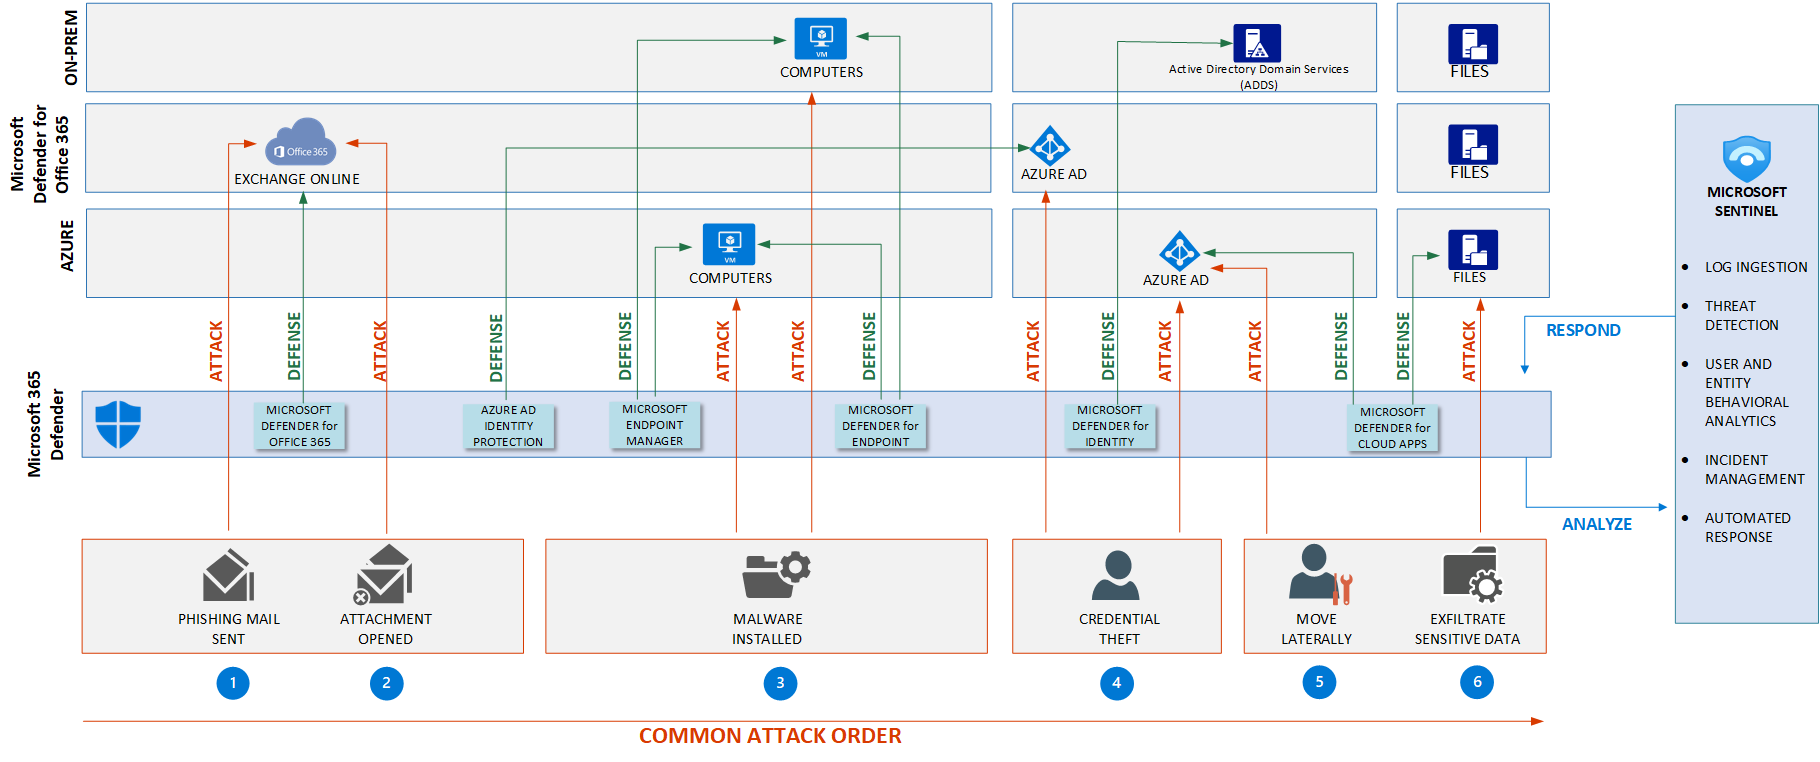 ON-PREM
VM
COMPUTERS
Active Directory Domain Services
(ADDS)
FILES
Microsoft
Defender for
Office 365
Office 365
EXCHANGE ONLINE
AZURE AD
FILES
AZURE
VM
COMPUTERS
AZURE AD
FILES
ATTACK
DEFENSE
ATTACK
DEFENSE
DEFENSE
ATTACK
ATTACK
DEFENSE
ATTACK
DEFENSE
ATTACK
ATTACK
DEFENSE
DEFENSE
ATTACK
Microsoft 365
Defender
MICROSOFT
DEFENDER for
OFFICE 365
AZURE AD
IDENTITY
PROTECTION
MICROSOFT
ENDPOINT
MANAGER
MICROSOFT
DEFENDER for
ENDPOINT
MICROSOFT
DEFENDER for
IDENTITY
MICROSOFT
DEFENDER for
CLOUD APPS
RESPOND
ANALYZE
MICROSOFT
SENTINEL
• LOG INGESTION
• THREAT
DETECTION
• USER AND
ENTITY
BEHAVIORAL
ANALYTICS
• INCIDENT
MANAGEMENT
• AUTOMATED
RESPONSE
PHISHING MAIL
SENT
ATTACHMENT
OPENED
MALWARE
INSTALLED
CREDENTIAL
THEFT
MOVE
LATERALLY
EXFILTRATE
SENSITIVE DATA
1
2
3
4
5
6
COMMON ATTACK ORDER